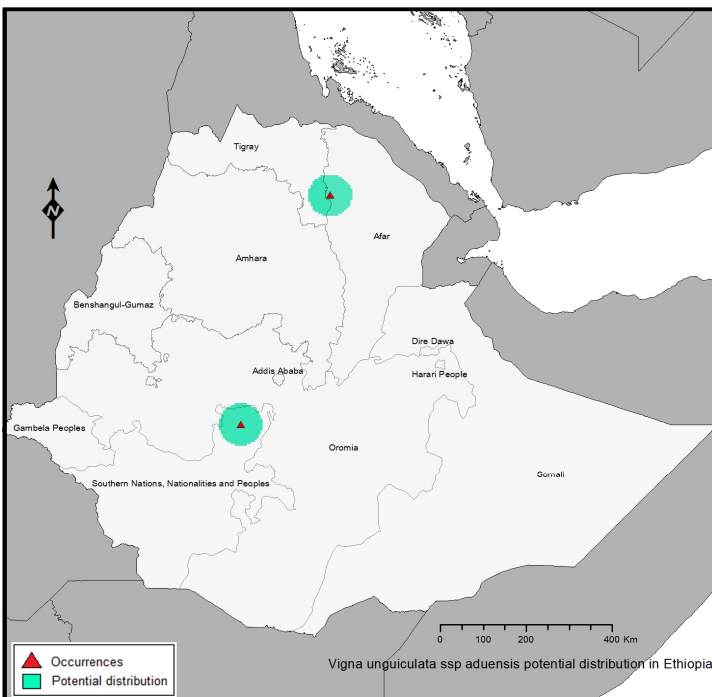 Tigray
Afar
N
Amhara
Benshangul-Gumaz
Dire Dawa
Addis Ababa
Harari People
Gambela Peoples
Oromia
Gomali
Southern Nations, Nationalities and Peoples
0 100 200 400 Km
Occurrences
Potential distribution
Vigna unguiculata ssp aduensis potential distribution in Ethiopia